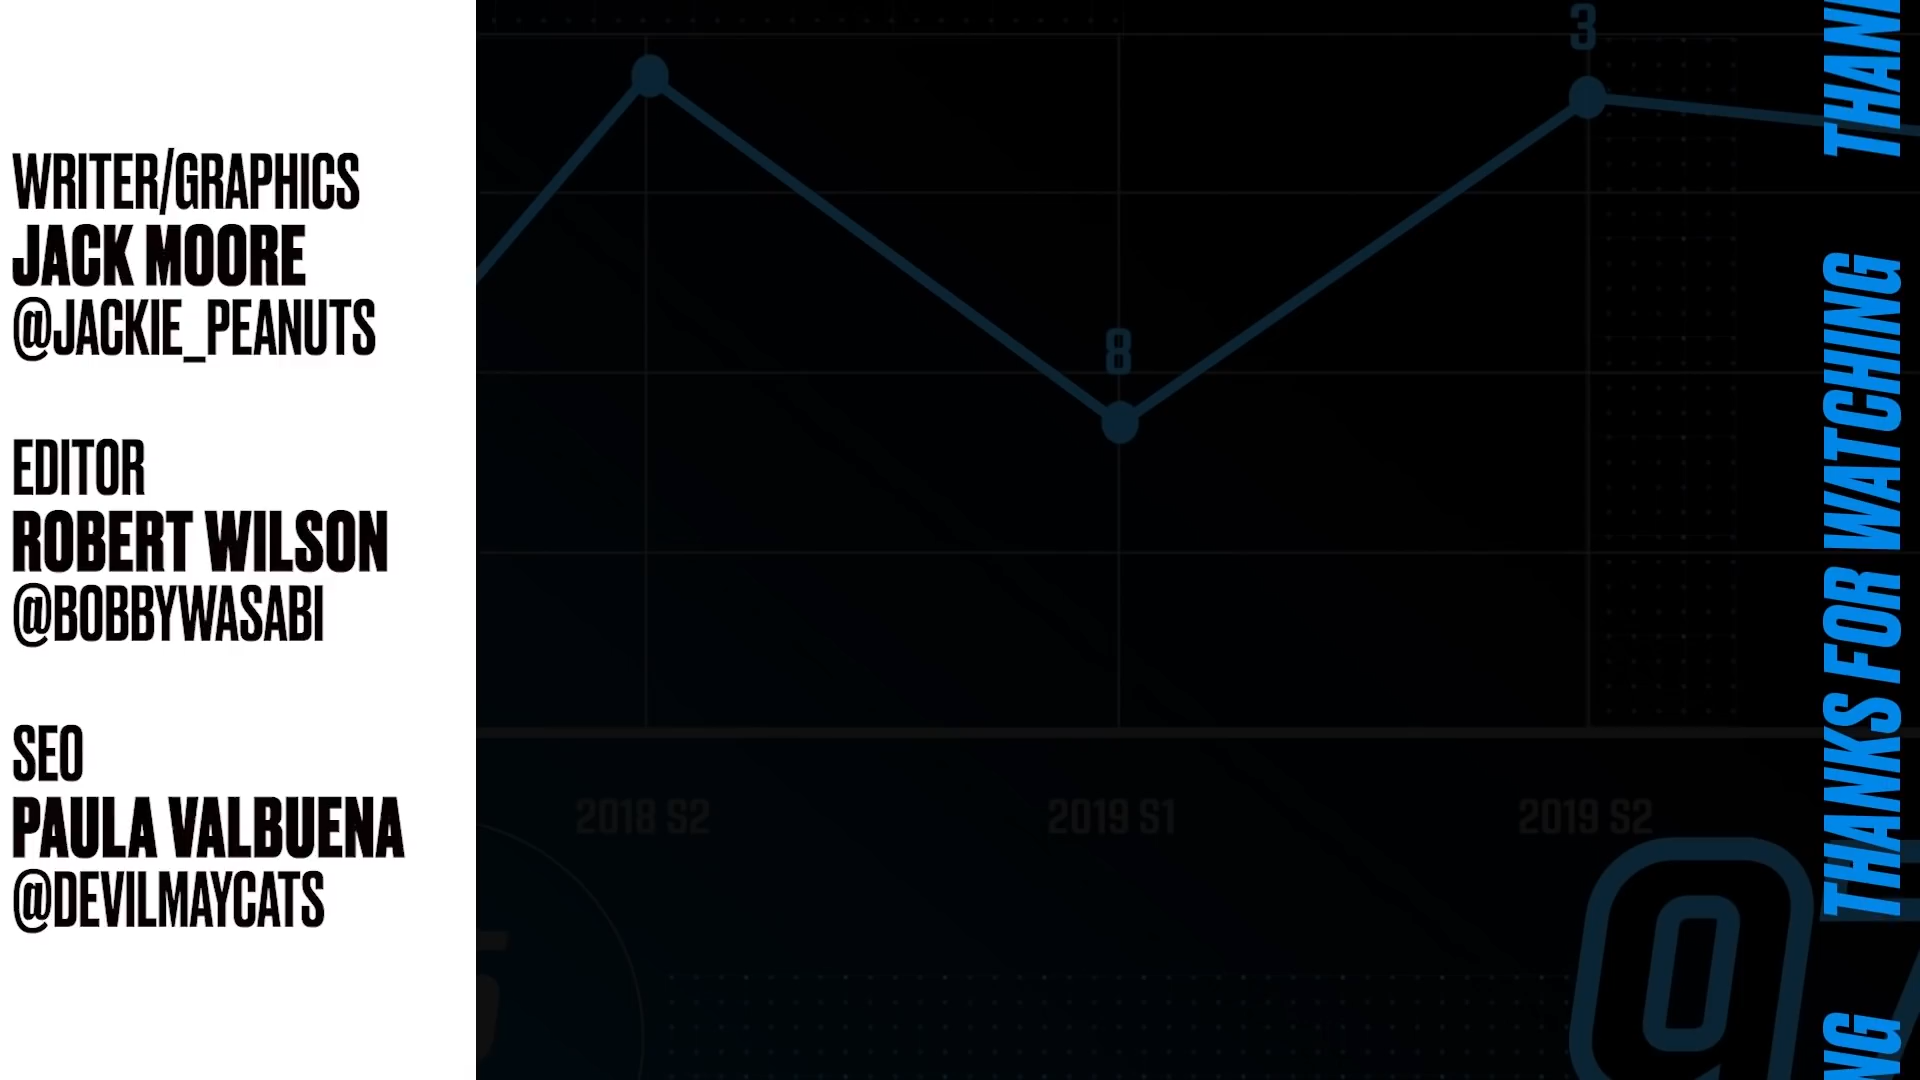 WRITER/GRAPHICS
JACK MOORE
@JACKIE_PEANUTS
EDITOR
ROBERT WILSON
@BOBBYWASABI
SEO
PAULA VALBUENA
@DEVILMAYCATS
3
8
2018 S2
2019 S1
2019 S2
THANKS FOR WATCHING